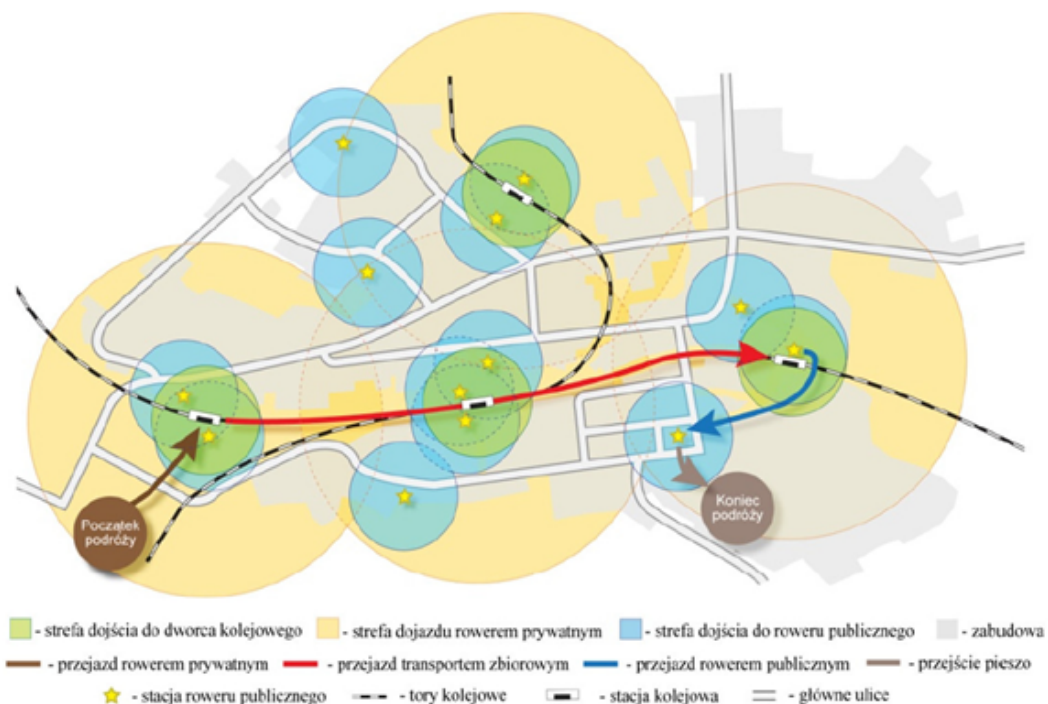 Początek
podróży
Koniec
podróży
- strefa dojścia do dworca kolejowego - strefa dojazdu rowerem prywatnym - strefa dojścia do roweru publicznego - zabudowa
- przejazd rowerem prywatnym - przejazd transportem zbiorowym - przejazd rowerem publicznym - przejście pieszo
- stacja roweru publicznego - tory kolejowe - stacja kolejowa - główne ulice